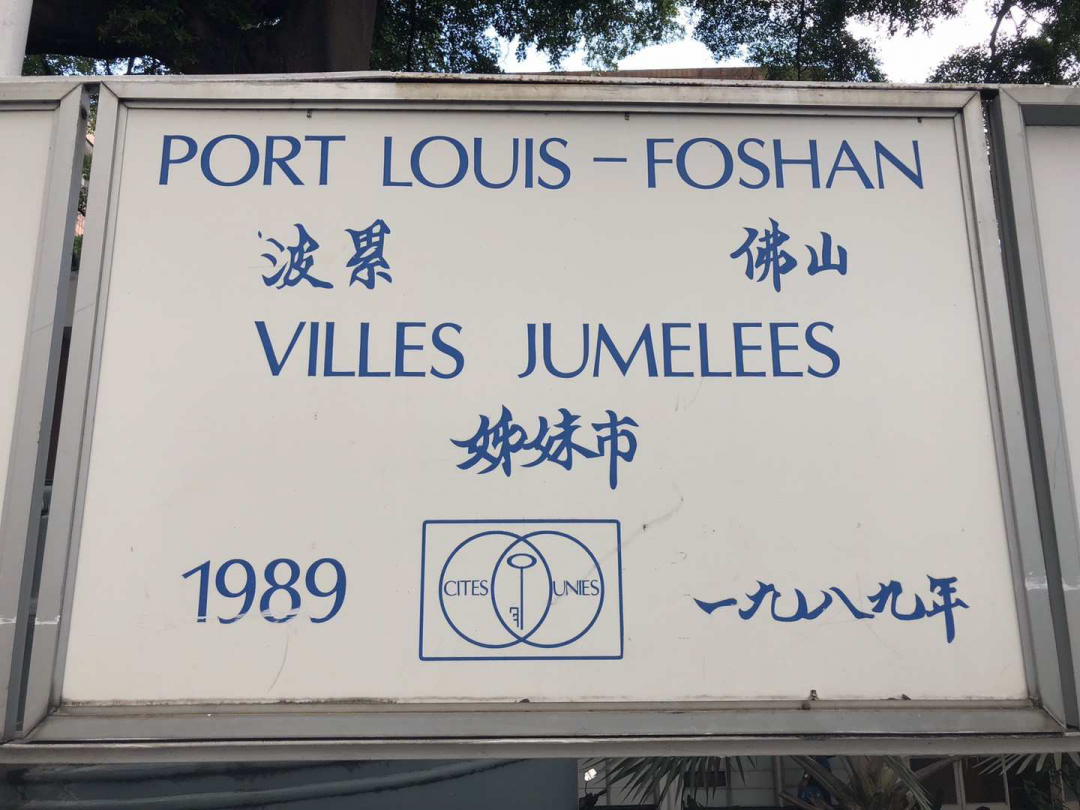 PORT LOUIS – FOSHAN
波累 佛山
VILLES JUMELEES
姊妹市
1989 CITES UNIES 一九八九年